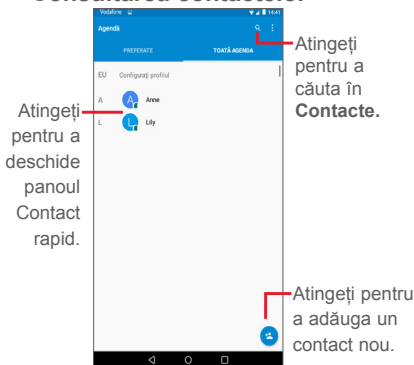 Consultarea contactelor
Vodafone 14:41
Agendă
PREFERATE TOATĂ AGENDA
EU Configurați profilul
A A Anne
L L Lily
Atingeți
pentru a
căuta în
Contacte.
Atingeți
pentru a
deschide
panoul
Contact
rapid.
Atingeți pentru
a adăuga un
contact nou.